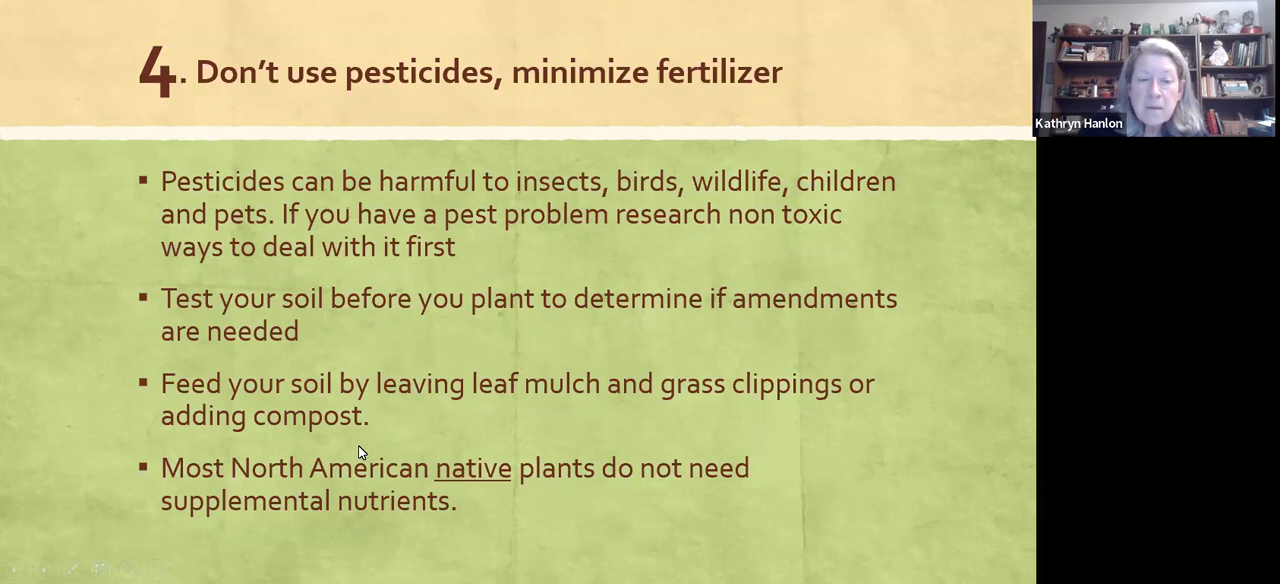 4. Don’t use pesticides, minimize fertilizer
Kathryn Hanlon
▪ Pesticides can be harmful to insects, birds, wildlife, children
and pets. If you have a pest problem research non toxic
ways to deal with it first
▪ Test your soil before you plant to determine if amendments
are needed
▪ Feed your soil by leaving leaf mulch and grass clippings or
adding compost.
▪ Most North American native plants do not need
supplemental nutrients.